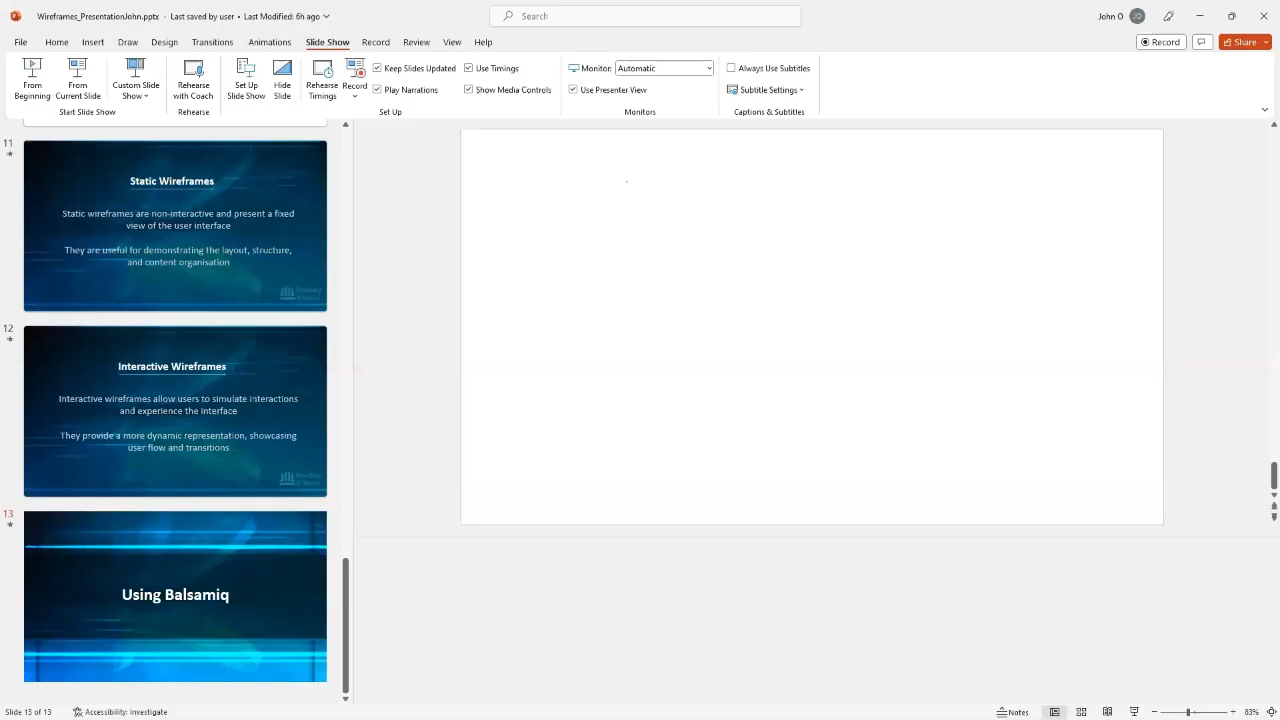 Wireframes_PresentationJohn.pptx • Last saved by user • Last Modified: 6h ago
Search
John O JO
File Home Insert Draw Design Transitions Animations Slide Show Record Review View Help
Record
Share
From Beginning
From Current Slide
Custom Slide Show
Start Slide Show
Rehearse with Coach
Rehearse
Set Up Slide Show
Hide Slide
Rehearse Timings
Record
Keep Slides Updated
Use Timings
Play Narrations
Show Media Controls
Set Up
Monitor: Automatic
Use Presenter View
Monitors
Always Use Subtitles
Subtitle Settings
Captions & Subtitles
11
Static Wireframes
Static wireframes are non-interactive and present a fixed
view of the user interface
They are useful for demonstrating the layout, structure,
and content organisation
12
Interactive Wireframes
Interactive wireframes allow users to simulate interactions
and experience the interface
They provide a more dynamic representation, showcasing
user flow and transitions
13
Using Balsamiq
Slide 13 of 13 Accessibility: Investigate
Notes
83%